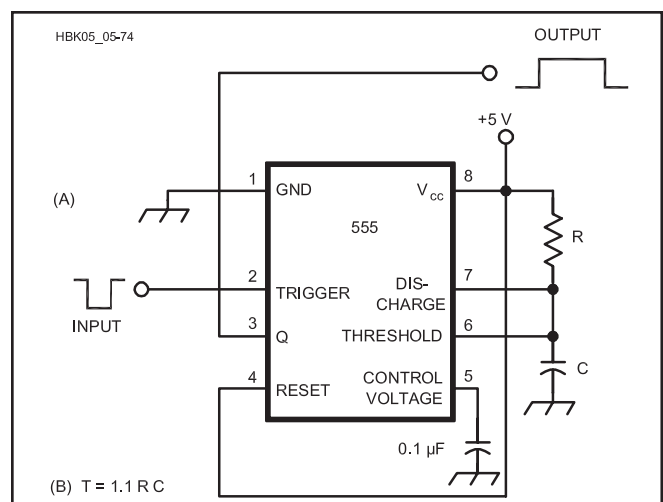 HBK05_05-74
OUTPUT
+5 V
(A)
1
GND
8
Vcc
555
R
INPUT
2
TRIGGER
7
DIS-
CHARGE
3
Q
6
THRESHOLD
C
4
RESET
5
CONTROL
VOLTAGE
0.1 µF
(B) T = 1.1 R C